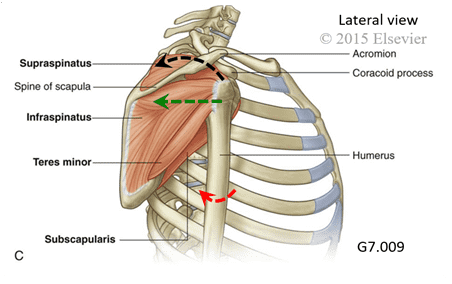 Lateral view
© 2015 Elsevier
Acromion
Supraspinatus
Coracoid process
Spine of scapula
Infraspinatus
Humerus
Teres minor
Subscapularis
G7.009
C